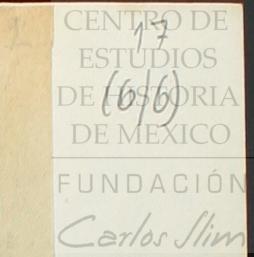 CENTRO DE
17
ESTUDIOS
(6/6)
DE HISTORIA
DE MEXICO
FUNDACIÓN
Carlos Slim